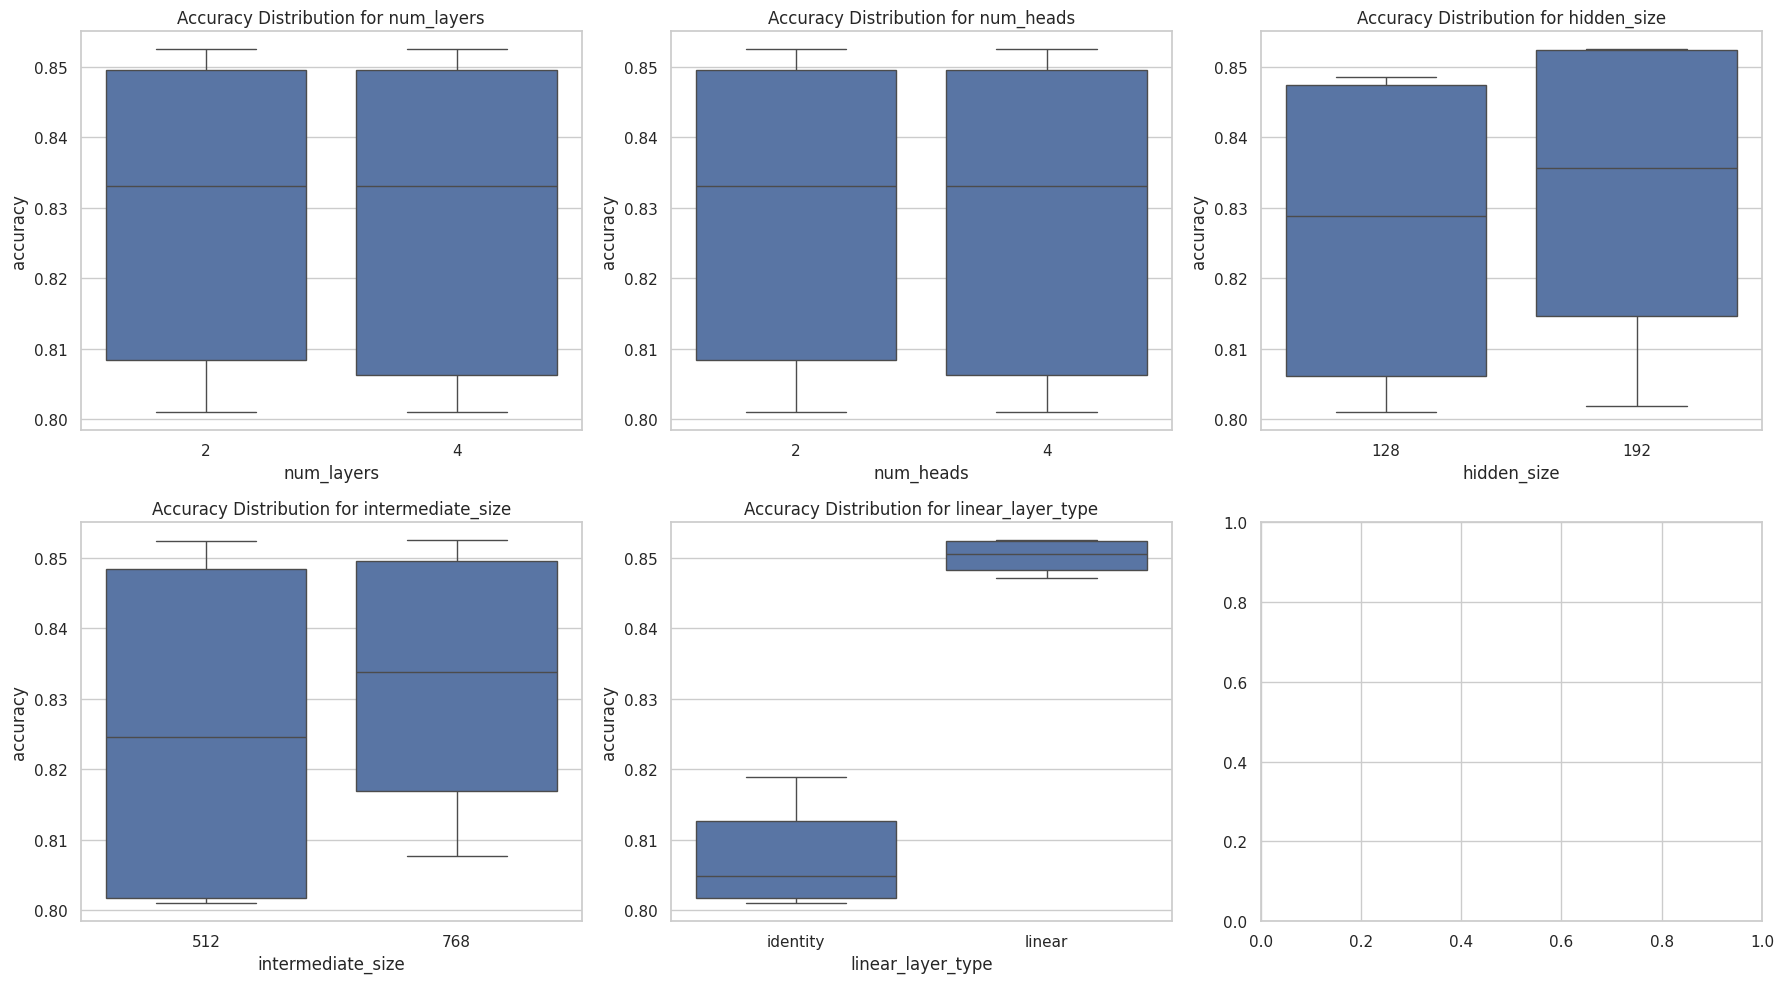 Accuracy Distribution for num_layers
0.85
0.84
0.83
0.82
0.81
0.80
accuracy
2
4
num_layers
Accuracy Distribution for num_heads
0.85
0.84
0.83
0.82
0.81
0.80
accuracy
2
4
num_heads
Accuracy Distribution for hidden_size
0.85
0.84
0.83
0.82
0.81
0.80
accuracy
128
192
hidden_size
Accuracy Distribution for intermediate_size
0.85
0.84
0.83
0.82
0.81
0.80
accuracy
512
768
intermediate_size
Accuracy Distribution for linear_layer_type
0.85
0.84
0.83
0.82
0.81
0.80
accuracy
identity
linear
linear_layer_type
1.0
0.8
0.6
0.4
0.2
0.0
0.0
0.2
0.4
0.6
0.8
1.0